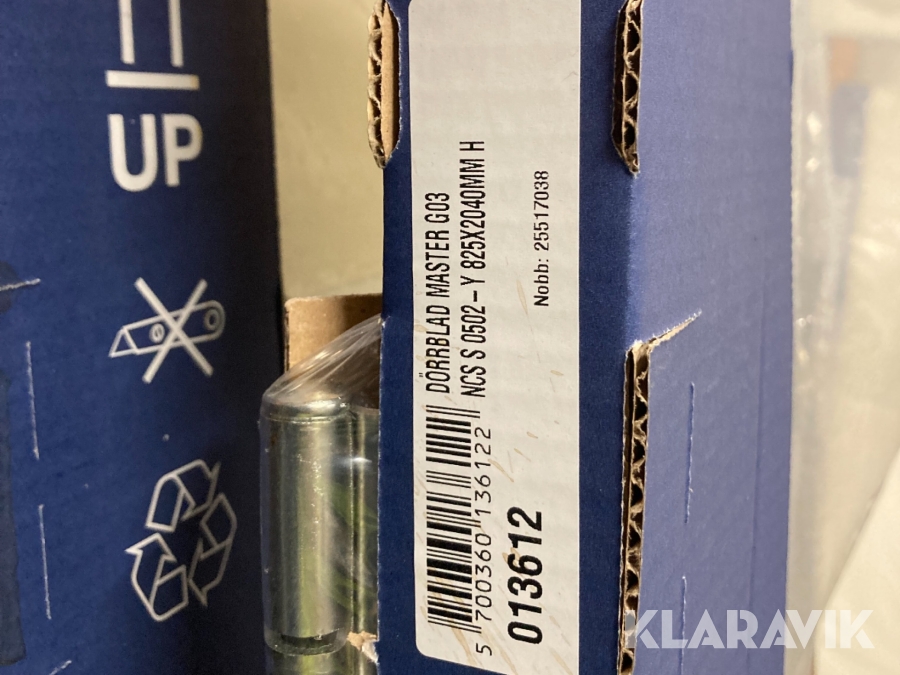 UP
DÖRRBLAD MASTER G03
NCS S 0502-Y 825X2040MM H
Nobb: 25517038
5 700360 136122
013612
KLARAVIK